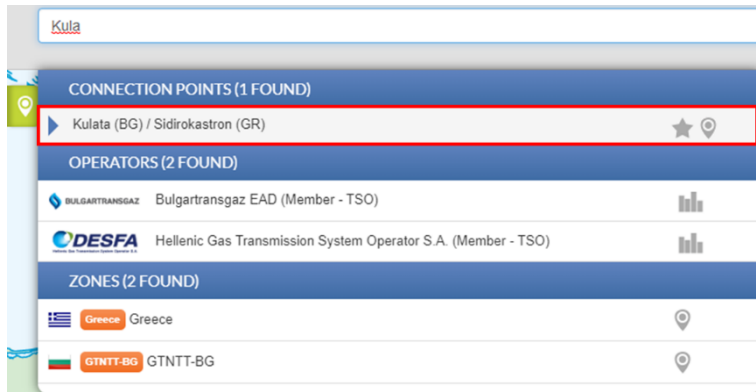 Kula
CONNECTION POINTS (1 FOUND)
Kulata (BG) / Sidirokastron (GR)
OPERATORS (2 FOUND)
BULGARTRANSGAZ Bulgartransgaz EAD (Member - TSO)
DESFA Hellenic Gas Transmission System Operator S.A. (Member - TSO)
ZONES (2 FOUND)
Greece Greece
GTNTT-BG GTNTT-BG